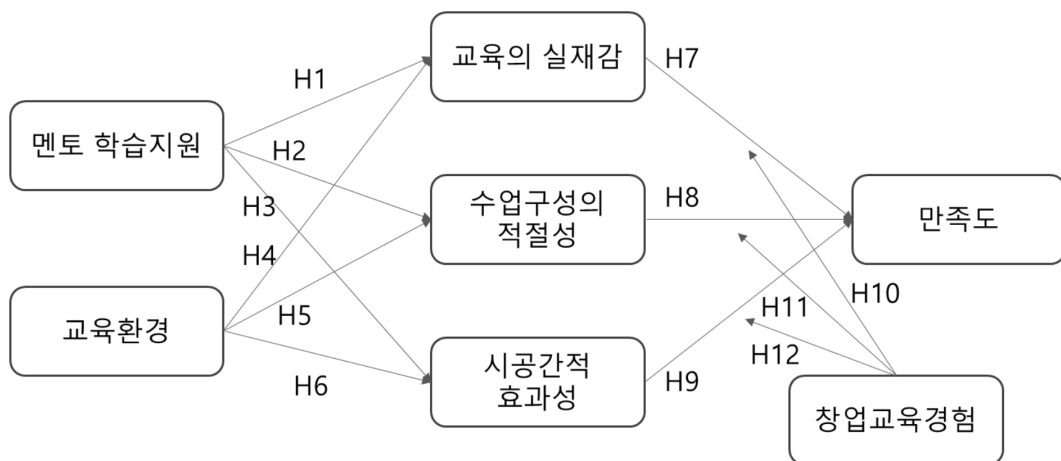 교육의 실재감
H7
H1
멘토 학습지원
H2
수업구성의
적절성
H8
만족도
H3
H4
H10
H11
H5
교육환경
H12
시공간적
효과성
H6
H9
창업교육경험